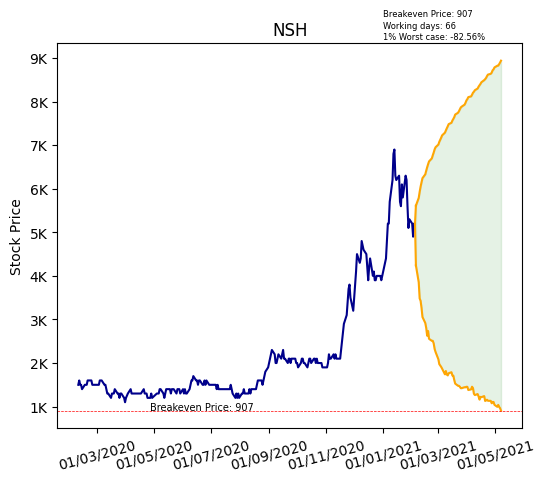 Breakeven Price: 907
Working days: 66
1% Worst case: -82.56%
NSH
Stock Price
9K
8K
7K
6K
5K
4K
3K
2K
1K
Breakeven Price: 907
01/03/2020
01/05/2020
01/07/2020
01/09/2020
01/11/2020
01/01/2021
01/03/2021
01/05/2021